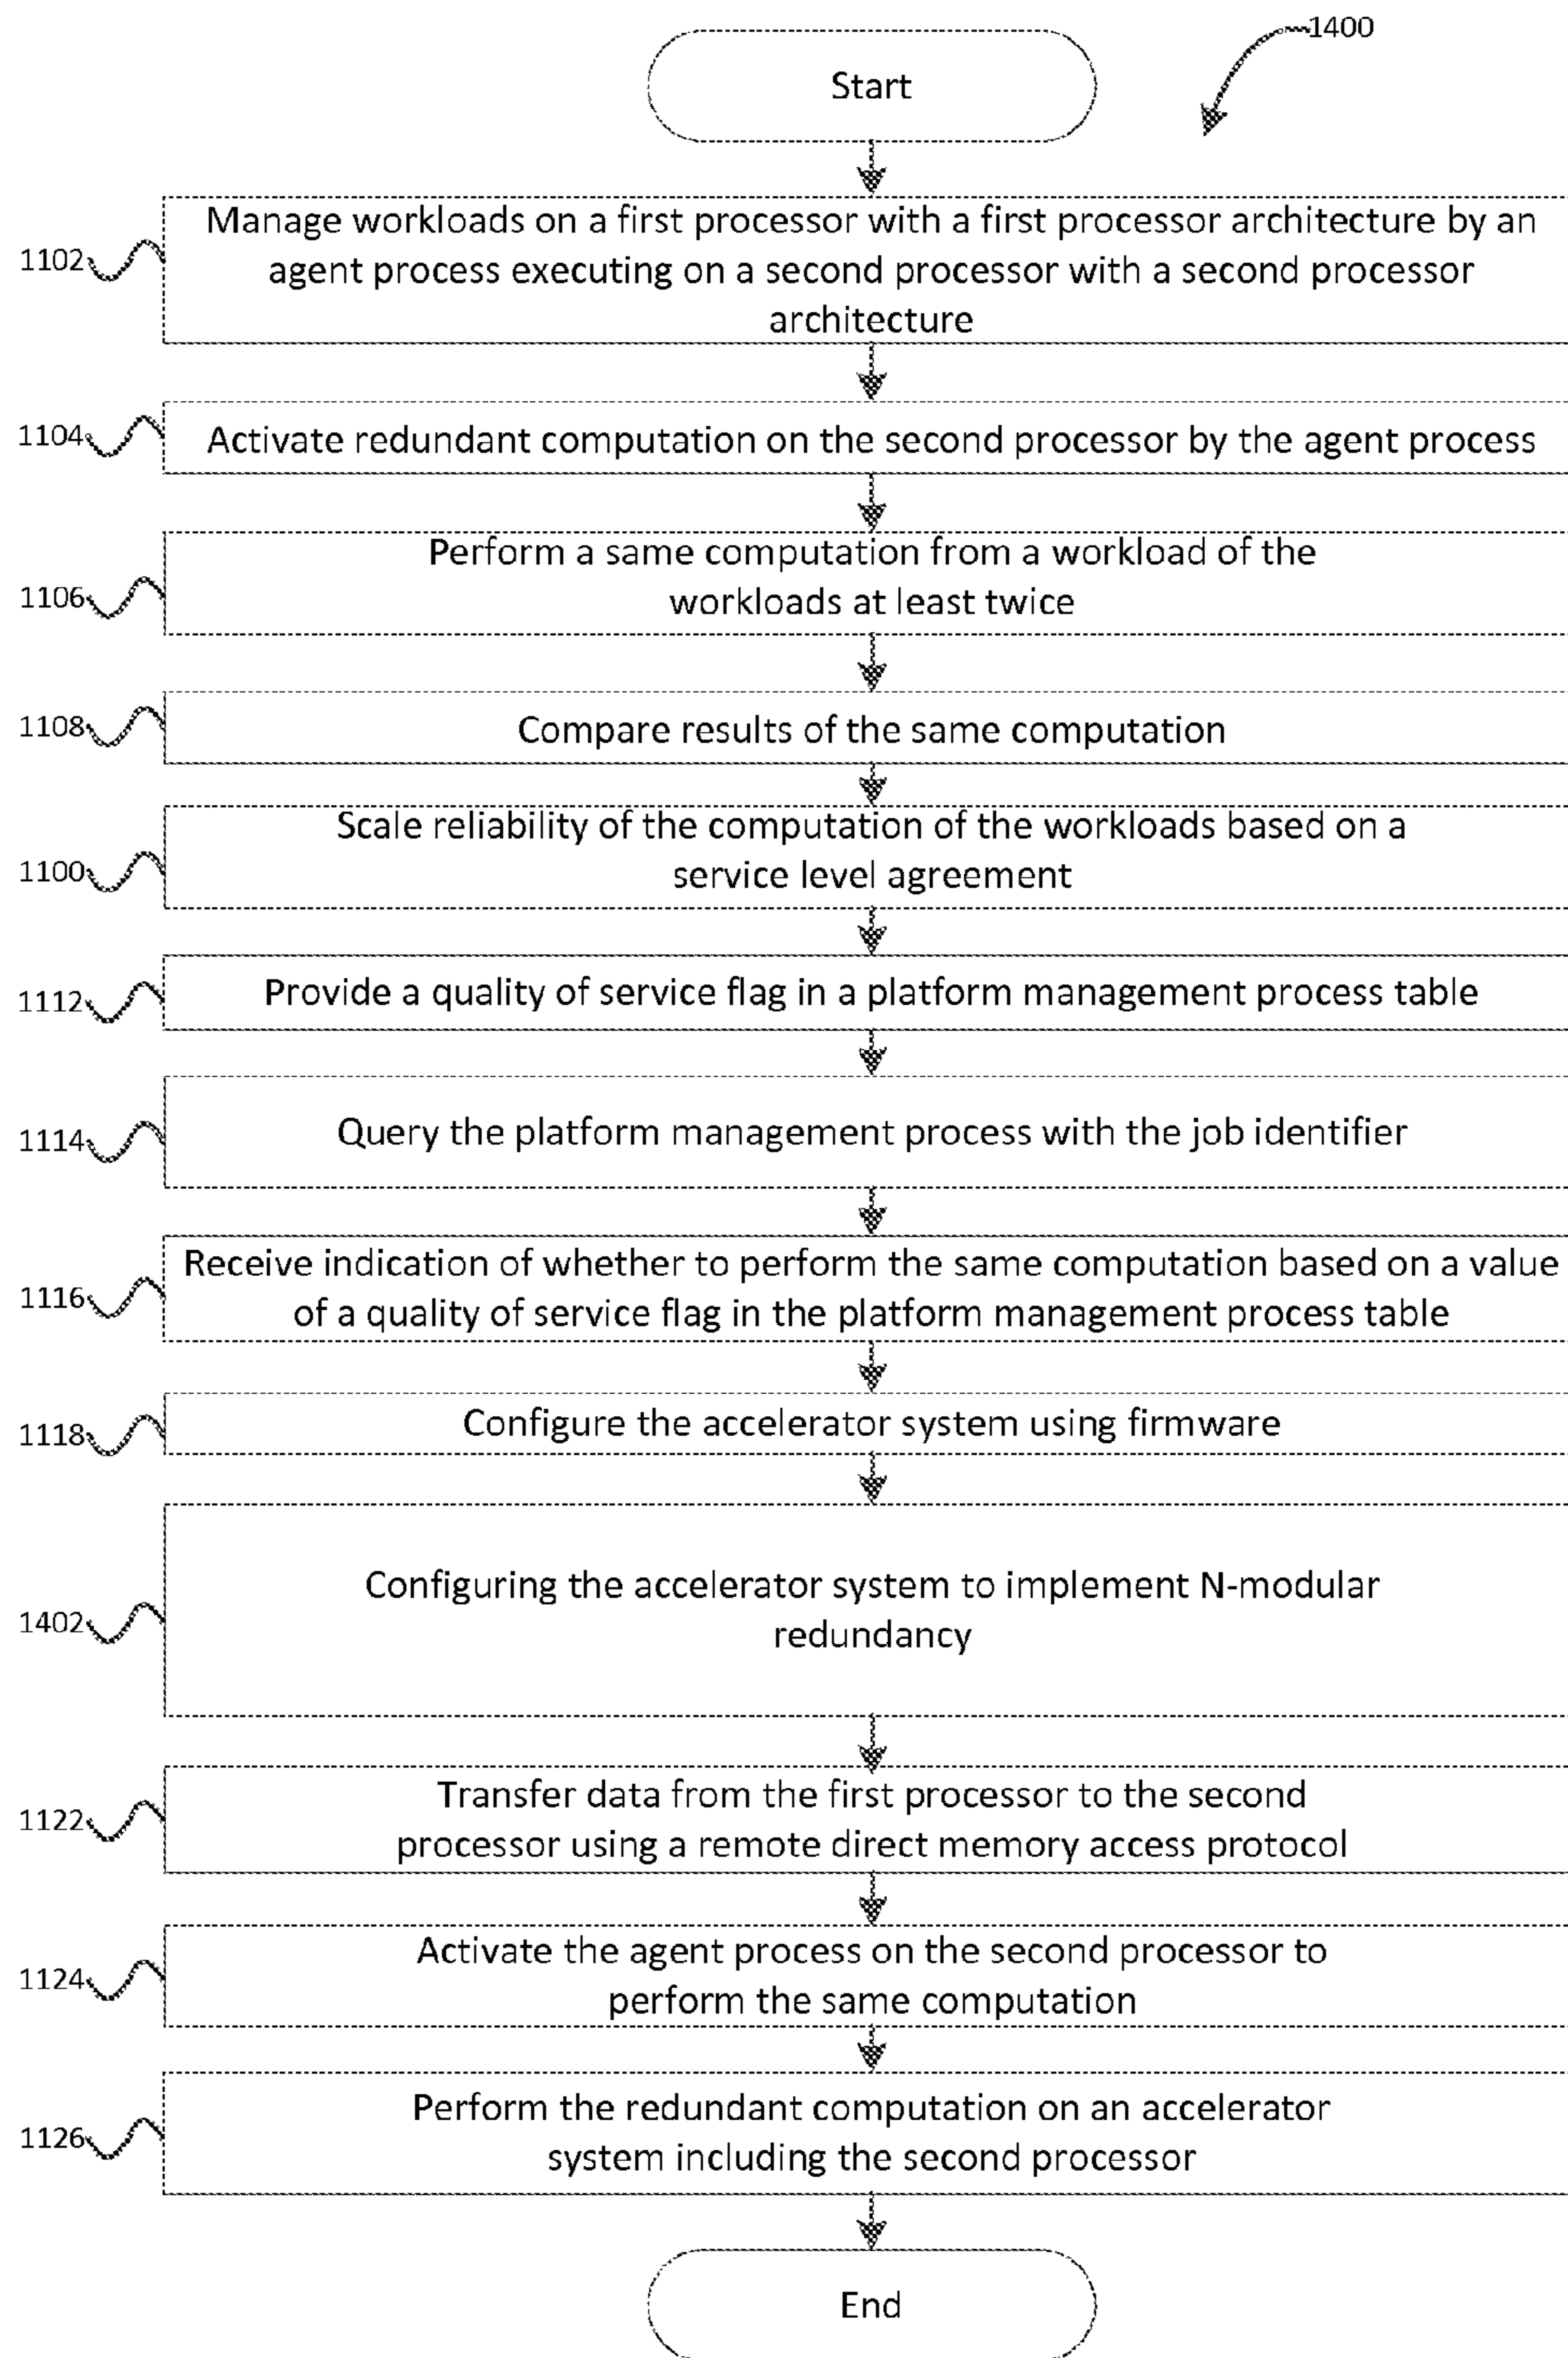 1400
Start
1102
Manage workloads on a first processor with a first processor architecture by an
agent process executing on a second processor with a second processor
architecture
1104
Activate redundant computation on the second processor by the agent process
1106
Perform a same computation from a workload of the
workloads at least twice
1108
Compare results of the same computation
1100
Scale reliability of the computation of the workloads based on a
service level agreement
1112
Provide a quality of service flag in a platform management process table
1114
Query the platform management process with the job identifier
1116
Receive indication of whether to perform the same computation based on a value
of a quality of service flag in the platform management process table
1118
Configure the accelerator system using firmware
1402
Configuring the accelerator system to implement N-modular
redundancy
1122
Transfer data from the first processor to the second
processor using a remote direct memory access protocol
1124
Activate the agent process on the second processor to
perform the same computation
1126
Perform the redundant computation on an accelerator
system including the second processor
End